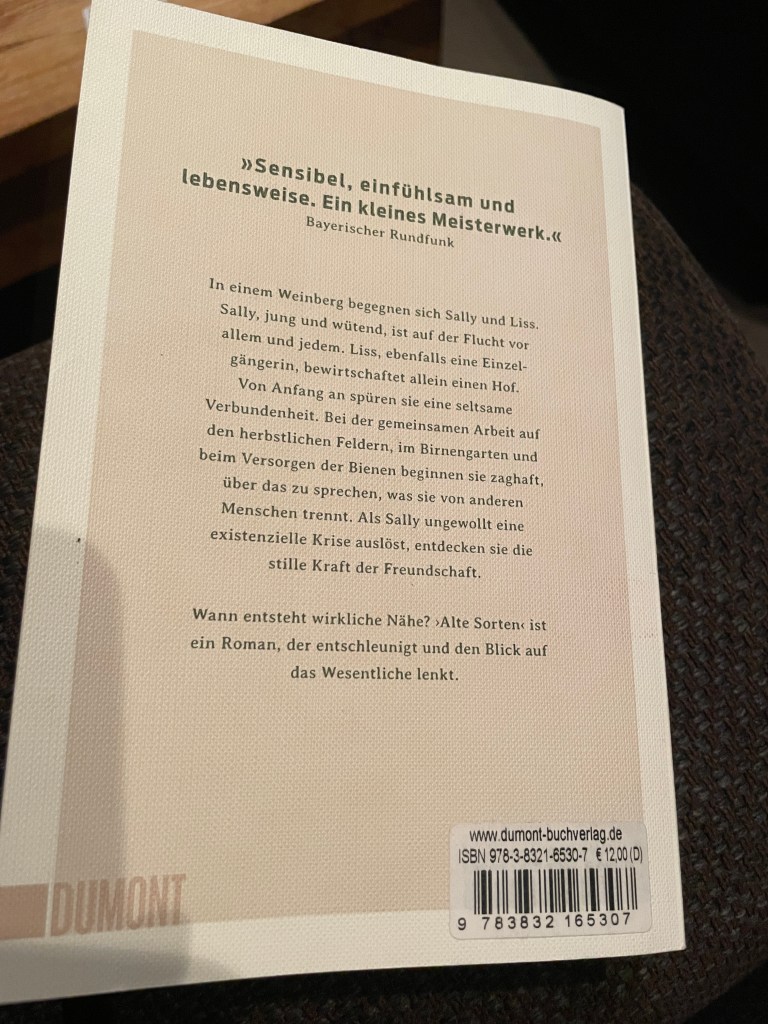 »Sensibel, einfühlsam und
lebensweise. Ein kleines Meisterwerk.«
Bayerischer Rundfunk
In einem Weinberg begegnen sich Sally und Liss.
Sally, jung und wütend, ist auf der Flucht vor
allem und jedem. Liss, ebenfalls eine Einzel-
gängerin, bewirtschaftet allein einen Hof.
Von Anfang an spüren sie eine seltsame
Verbundenheit. Bei der gemeinsamen Arbeit auf
den herbstlichen Feldern, im Birnengarten und
beim Versorgen der Bienen beginnen sie zaghaft,
über das zu sprechen, was sie von anderen
Menschen trennt. Als Sally ungewollt eine
existenzielle Krise auslöst, entdecken sie die
stille Kraft der Freundschaft.
Wann entsteht wirkliche Nähe? ›Alte Sorten‹ ist
ein Roman, der entschleunigt und den Blick auf
das Wesentliche lenkt.
www.dumont-buchverlag.de
ISBN 978-3-8321-6530-7 € 12,00 (D)
9 783832 165307
DUMONT